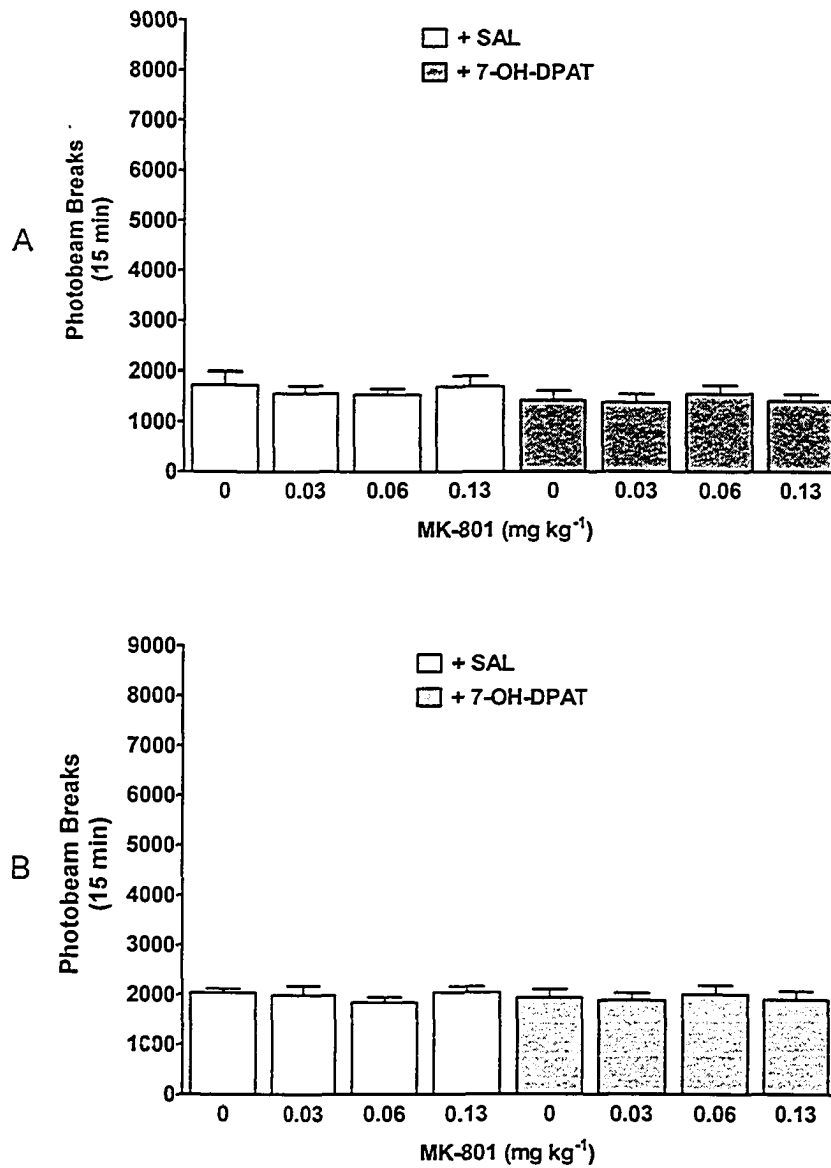 A
Photobeam Breaks
(15 min)
9000
8000
7000
6000
5000
4000
3000
2000
1000
0
+ SAL
+ 7-OH-DPAT
0 0.03 0.06 0.13 0 0.03 0.06 0.13
MK-801 (mg kg⁻¹)
B
Photobeam Breaks
(15 min)
9000
8000
7000
6000
5000
4000
3000
2000
1000
0
+ SAL
+ 7-OH-DPAT
0 0.03 0.06 0.13 0 0.03 0.06 0.13
MK-801 (mg kg⁻¹)